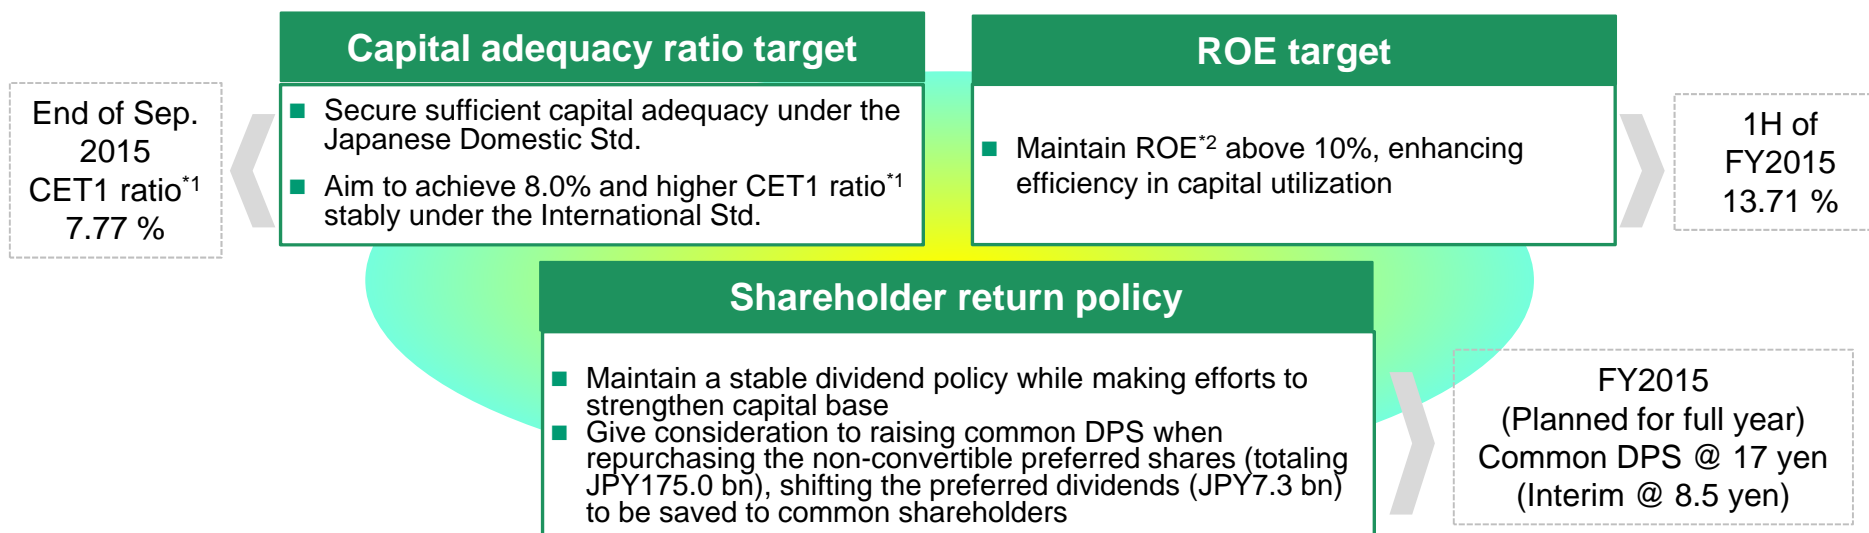 Capital adequacy ratio target
End of Sep.
2015
CET1 ratio*1
7.77 %
■ Secure sufficient capital adequacy under the
Japanese Domestic Std.
■ Aim to achieve 8.0% and higher CET1 ratio*1
stably under the International Std.
ROE target
■ Maintain ROE*2 above 10%, enhancing
efficiency in capital utilization
1H of
FY2015
13.71 %
Shareholder return policy
■ Maintain a stable dividend policy while making efforts to
strengthen capital base
■ Give consideration to raising common DPS when
repurchasing the non-convertible preferred shares (totaling
JPY175.0 bn), shifting the preferred dividends (JPY7.3 bn)
to be saved to common shareholders
FY2015
(Planned for full year)
Common DPS @ 17 yen
(Interim @ 8.5 yen)